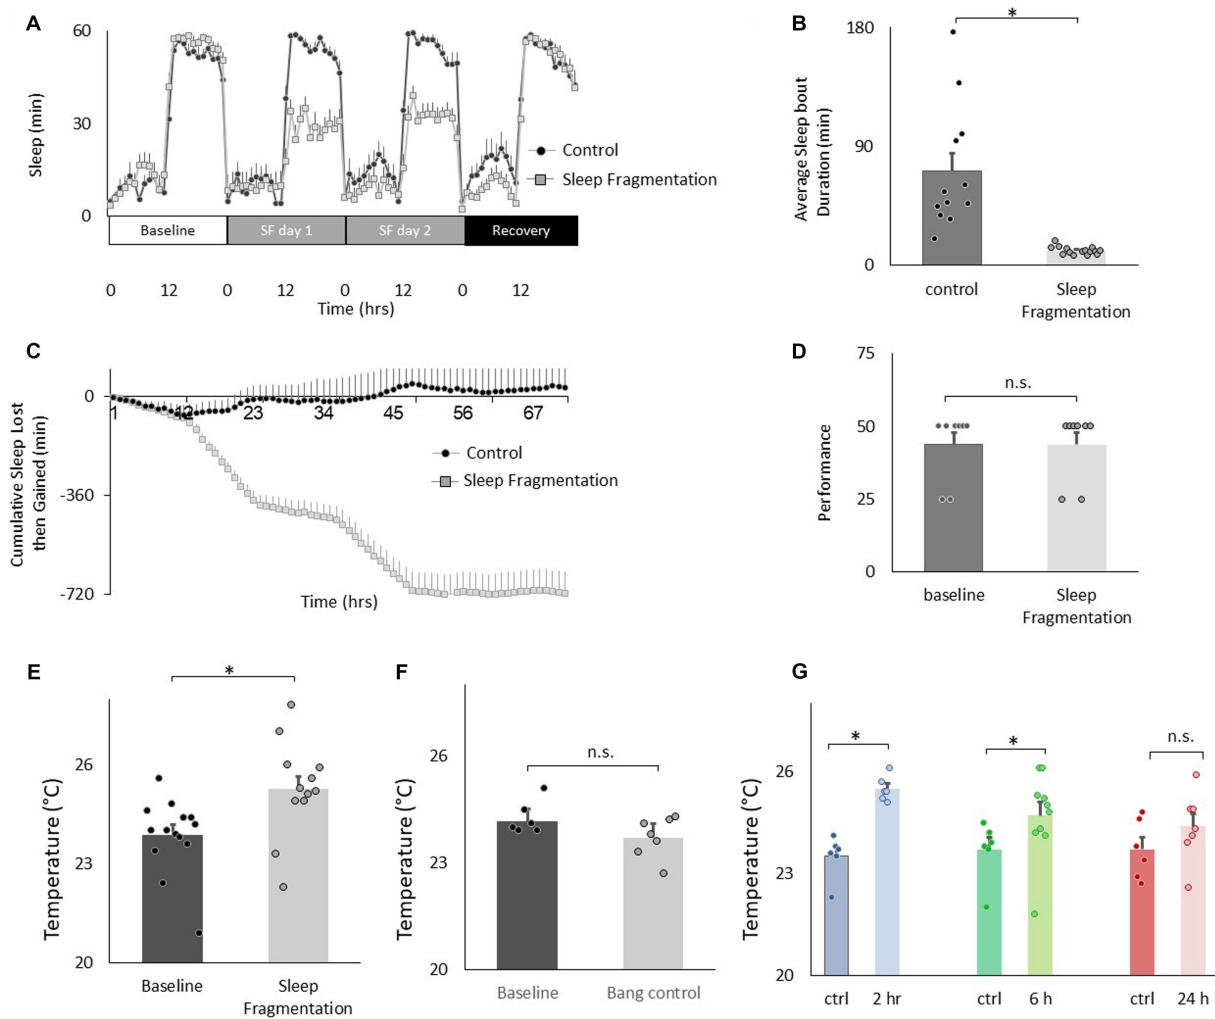 A
60
30
0
Sleep (min)
Control
Sleep Fragmentation
Baseline
SF day 1
SF day 2
Recovery
0 12 0 12 0 12 0 12
Time (hrs)
B
*
180
90
0
Average Sleep bout
Duration (min)
control
Sleep
Fragmentation
C
0
-360
-720
Cumulative Sleep Lost
then Gained (min)
1 12 23 34 45 56 67
Control
Sleep Fragmentation
Time (hrs)
D
75
50
25
0
Performance
n.s.
baseline
Sleep
Fragmentation
E
*
26
23
20
Temperature (°C)
Baseline
Sleep
Fragmentation
F
n.s.
26
23
20
Temperature (°C)
Baseline
Bang control
G
*
*
n.s.
26
23
20
Temperature (°C)
ctrl 2 hr ctrl 6 h ctrl 24 h